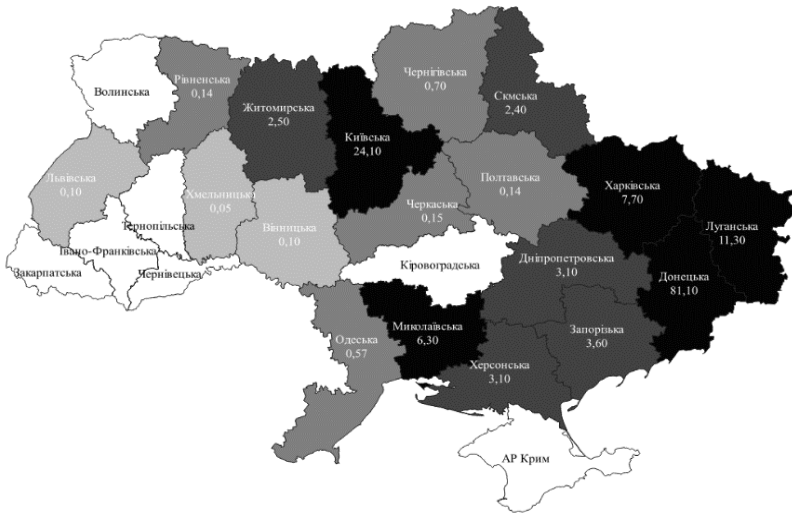 Волинська
Рівненська
0,14
Житомирська
2,50
Київська
24,10
Чернігівська
0,70
Скмська
2,40
Львівська
0,10
Тернопільська
Хмельницька
0,05
Вінницька
0,10
Черкаська
0,15
Полтавська
0,14
Харківська
7,70
Луганська
11,30
Івано-Франківська
Закарпатська
Чернівецька
Кіровоградська
Дніпропетровська
3,10
Донецька
81,10
Одеська
0,57
Миколаївська
6,30
Запорізька
3,60
Херсонська
3,10
АР Крим